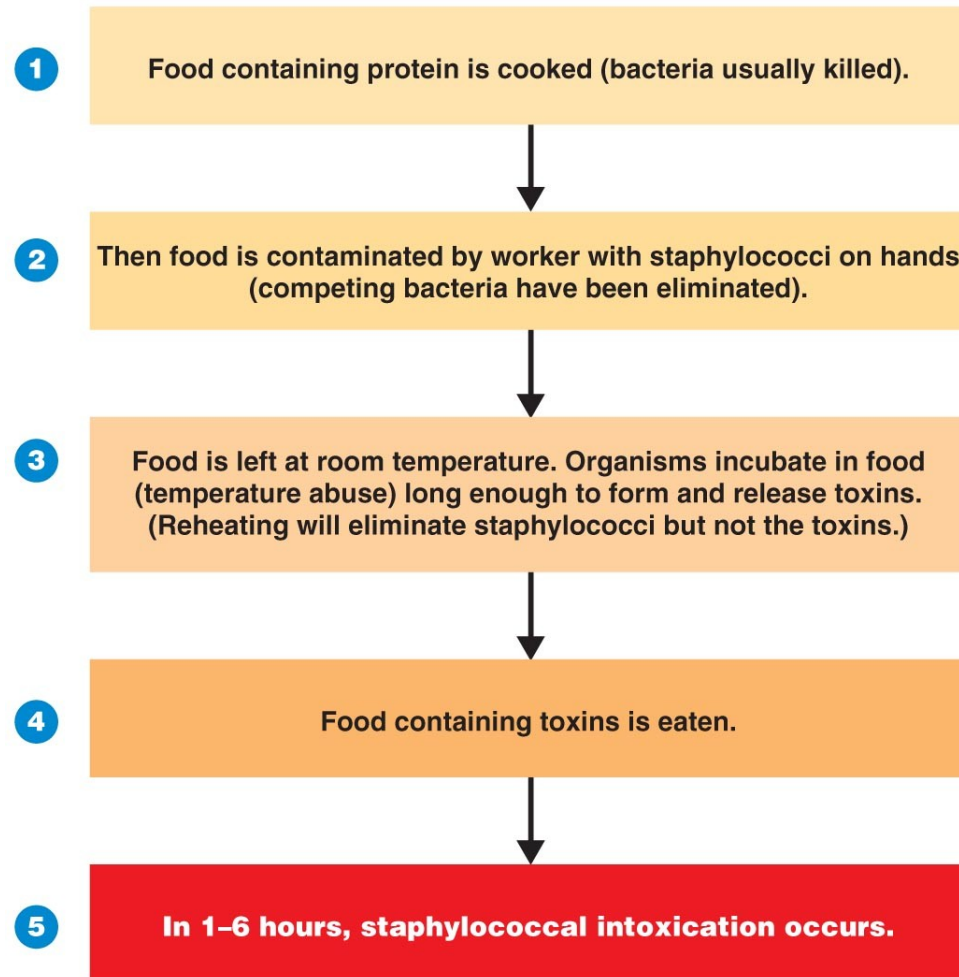 1
Food containing protein is cooked (bacteria usually killed).
2
Then food is contaminated by worker with staphylococci on hands
(competing bacteria have been eliminated).
3
Food is left at room temperature. Organisms incubate in food
(temperature abuse) long enough to form and release toxins.
(Reheating will eliminate staphylococci but not the toxins.)
4
Food containing toxins is eaten.
5
In 1–6 hours, staphylococcal intoxication occurs.